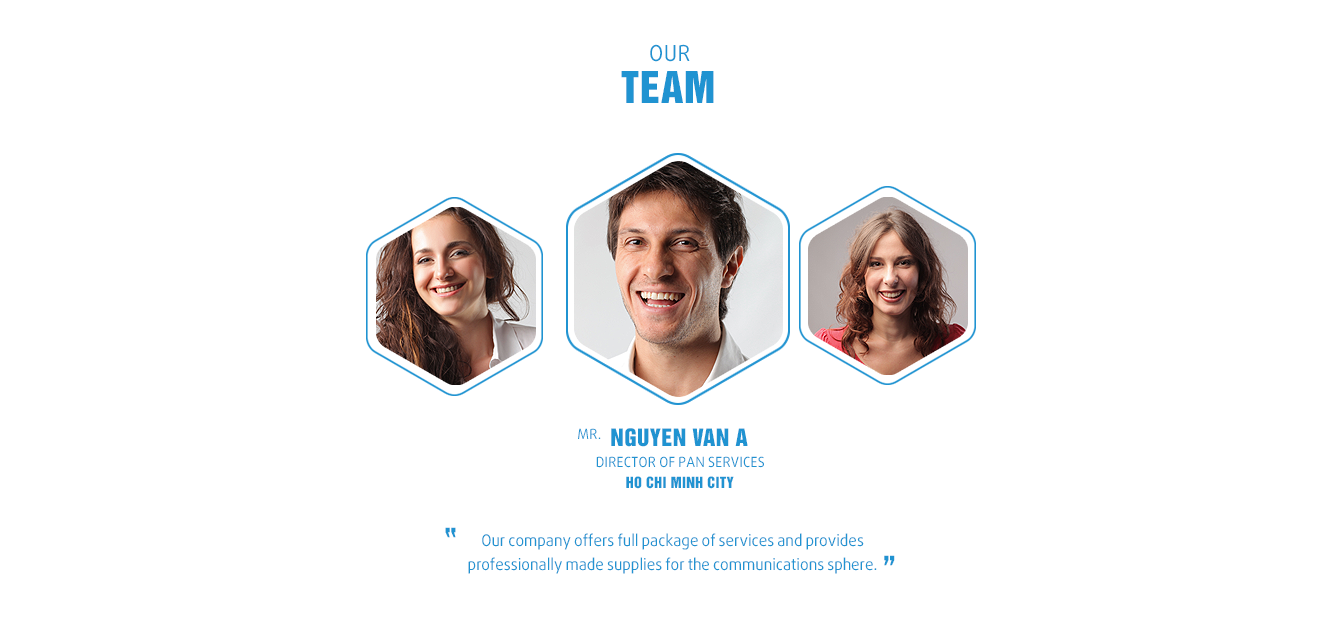 OUR
TEAM
MR. NGUYEN VAN A
DIRECTOR OF PAN SERVICES
HO CHI MINH CITY
" Our company offers full package of services and provides
professionally made supplies for the communications sphere. "